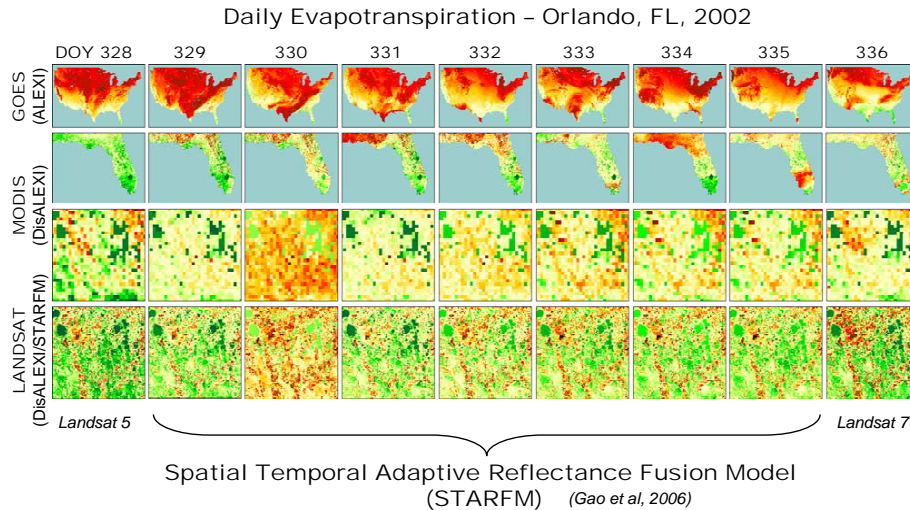 Daily Evapotranspiration – Orlando, FL, 2002
DOY 328 329 330 331 332 333 334 335 336
GOES
(ALEXI)
MODIS
(DisALEXI)
LANDSAT
(DisALEXI/STARFM)
Landsat 5
Landsat 7
Spatial Temporal Adaptive Reflectance Fusion Model
(STARFM) (Gao et al, 2006)